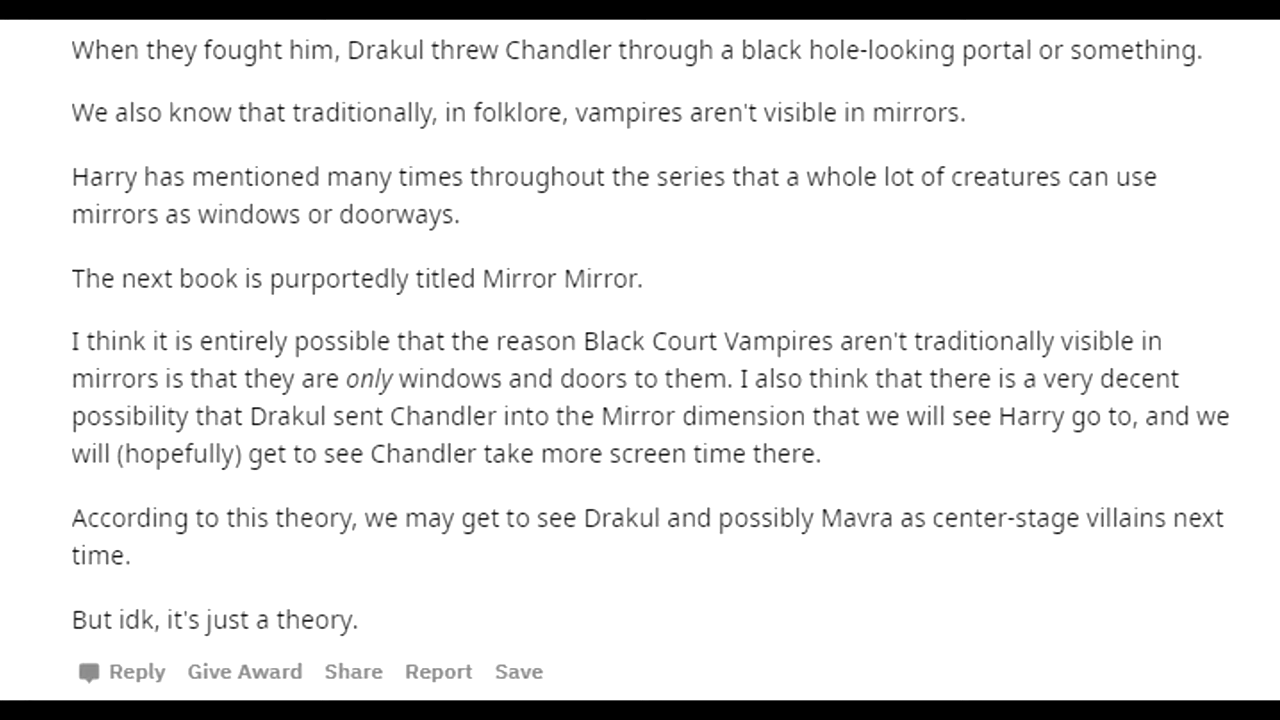 When they fought him, Drakul threw Chandler through a black hole-looking portal or something.
We also know that traditionally, in folklore, vampires aren't visible in mirrors.
Harry has mentioned many times throughout the series that a whole lot of creatures can use
mirrors as windows or doorways.
The next book is purportedly titled Mirror Mirror.
I think it is entirely possible that the reason Black Court Vampires aren't traditionally visible in
mirrors is that they are only windows and doors to them. I also think that there is a very decent
possibility that Drakul sent Chandler into the Mirror dimension that we will see Harry go to, and we
will (hopefully) get to see Chandler take more screen time there.
According to this theory, we may get to see Drakul and possibly Mavra as center-stage villains next
time.
But idk, it's just a theory.
Reply Give Award Share Report Save